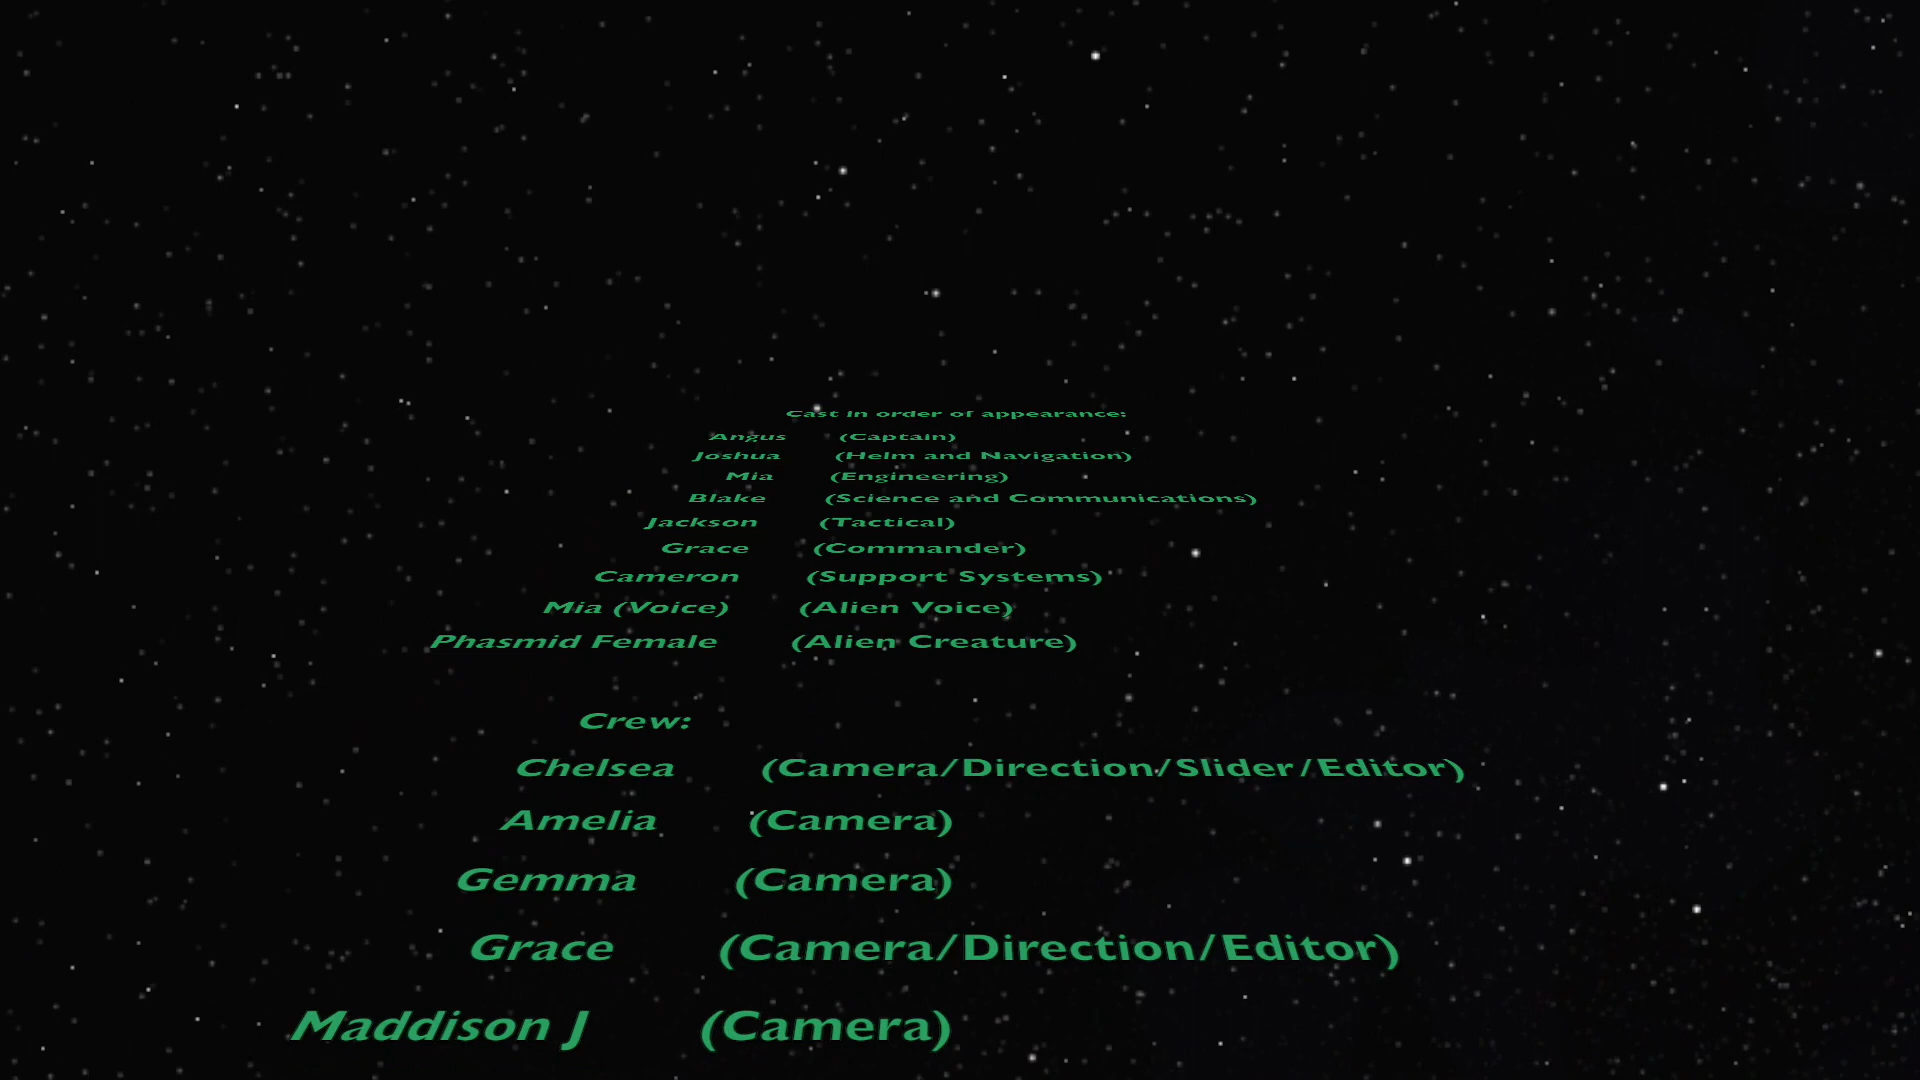 Cast in order of appearance:
Angus (Captain)
Joshua (Helm and Navigation)
Mia (Engineering)
Blake (Science and Communications)
Jackson (Tactical)
Grace (Commander)
Cameron (Support Systems)
Mia (Voice) (Alien Voice)
Phasmid Female (Alien Creature)
Crew:
Chelsea (Camera/Direction/Slider/Editor)
Amelia (Camera)
Gemma (Camera)
Grace (Camera/Direction/Editor)
Maddison J (Camera)